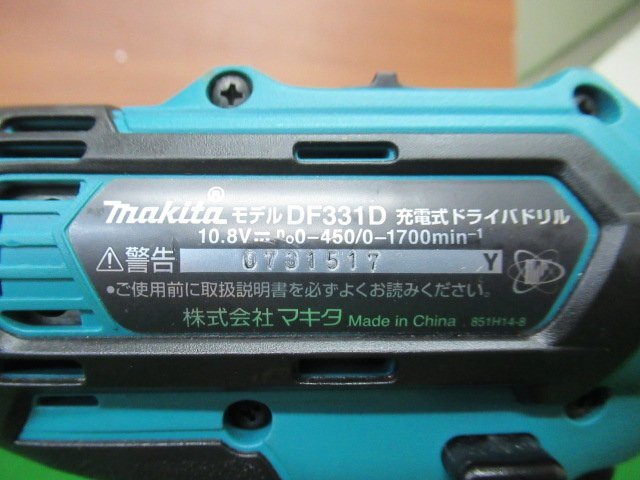 makita® モデル DF331D 充電式ドライバドリル
10.8V⎓ n₀0-450/0-1700min⁻¹
⚠警告 0791517 Y
●ご使用前に取扱説明書を必ずよくお読みください。
株式会社 マキタ Made in China . 851H14-8